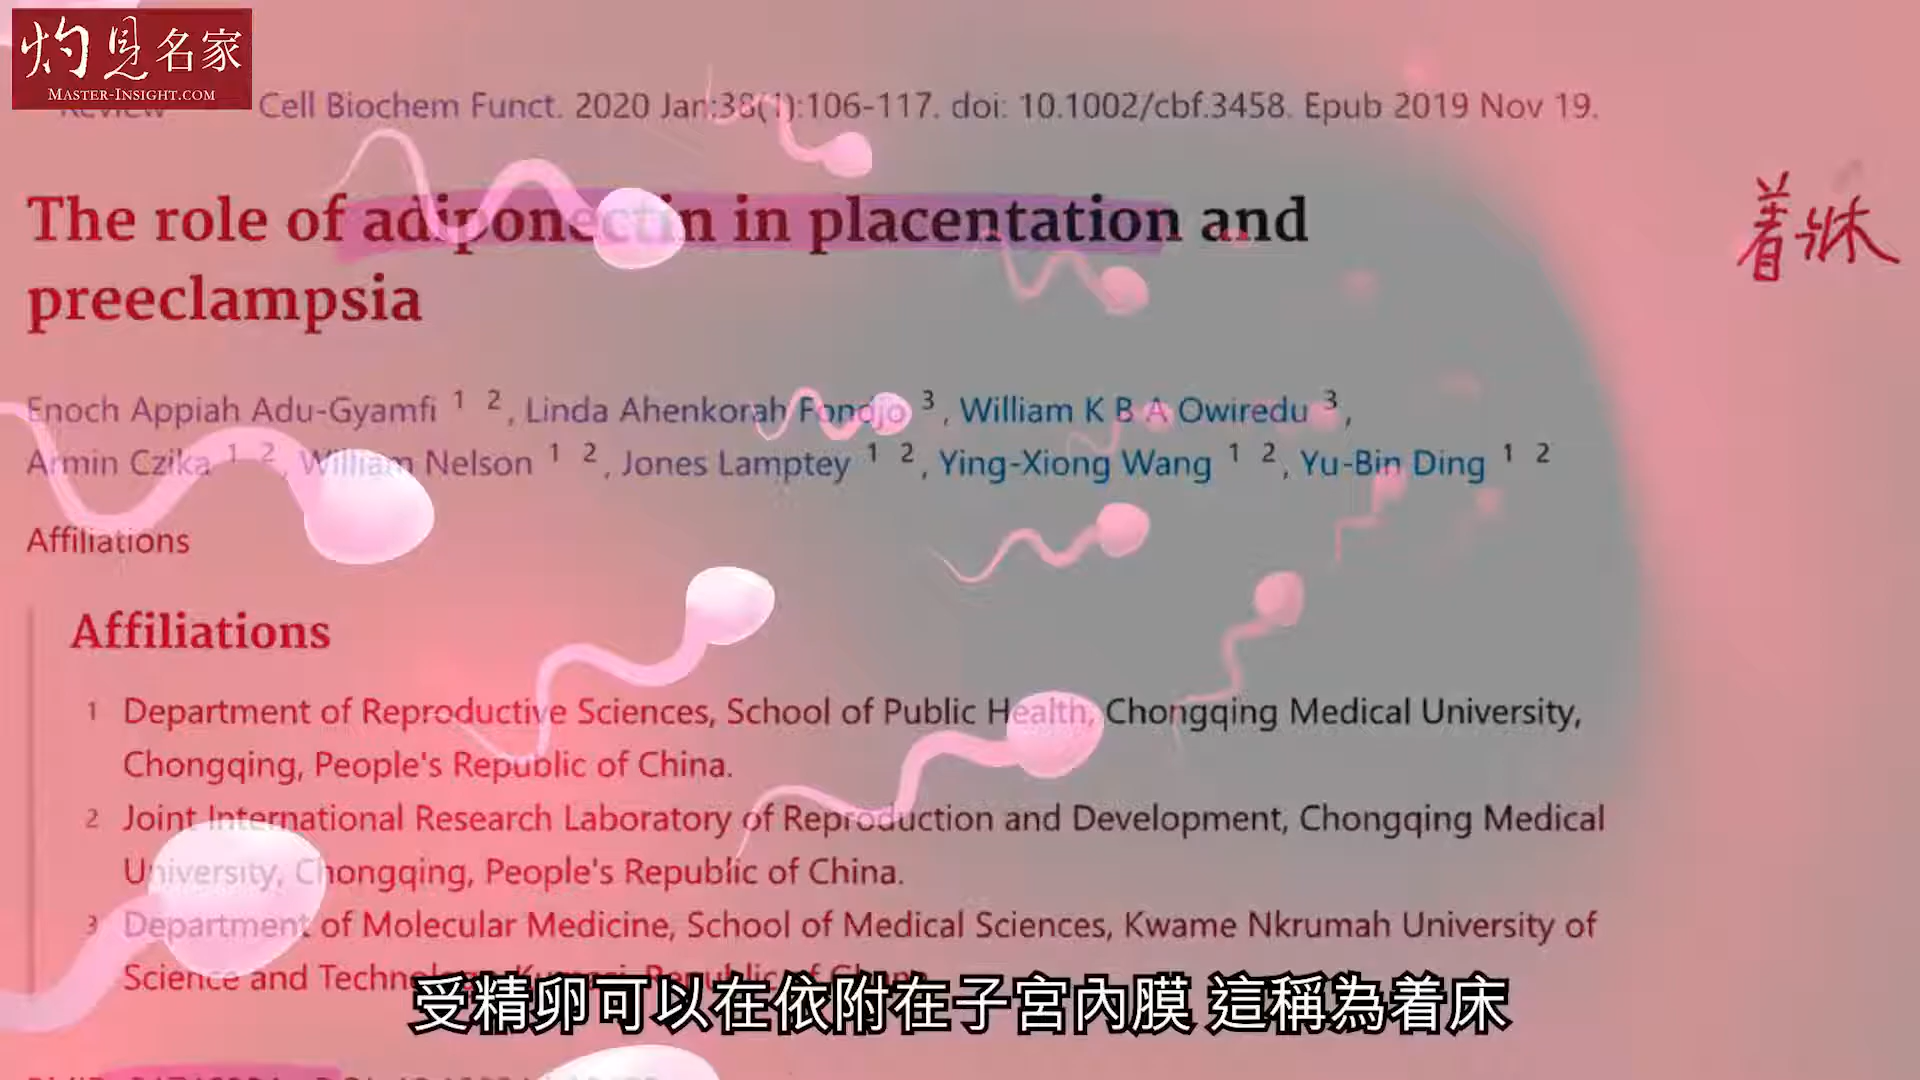 灼見名家
MASTER-INSIGHT.COM
Review Cell Biochem Funct. 2020 Jan;38(1):106-117. doi: 10.1002/cbf.3458. Epub 2019 Nov 19.
The role of adiponectin in placentation and
preeclampsia
着床
Enoch Appiah Adu-Gyamfi 1 2, Linda Ahenkorah Fondjo 3, William K B A Owiredu 3,
Armin Czika 1 2, William Nelson 1 2, Jones Lamptey 1 2, Ying-Xiong Wang 1 2, Yu-Bin Ding 1 2
Affiliations
Affiliations
1 Department of Reproductive Sciences, School of Public Health, Chongqing Medical University,
Chongqing, People's Republic of China.
2 Joint International Research Laboratory of Reproduction and Development, Chongqing Medical
University, Chongqing, People's Republic of China.
3 Department of Molecular Medicine, School of Medical Sciences, Kwame Nkrumah University of
Science and Technology, Kumasi, Republic of Ghana.
受精卵可以在依附在子宮內膜 這稱為着床